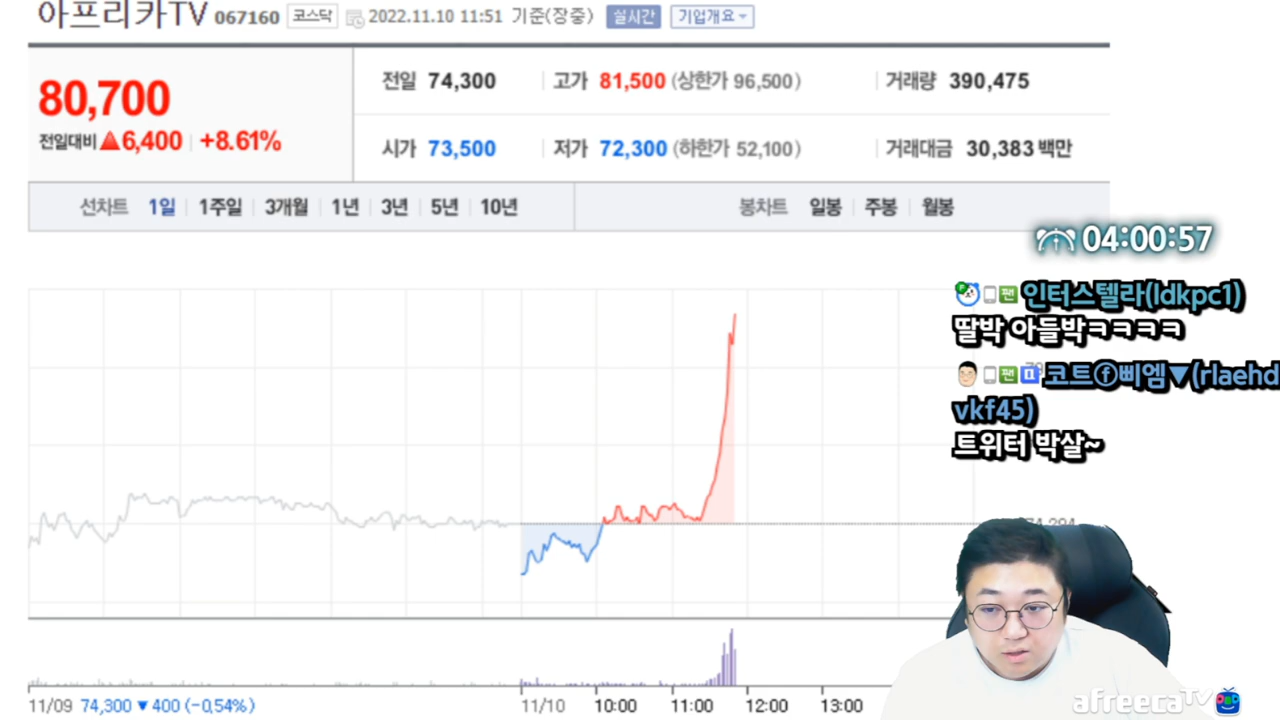 아프리카TV 067160 코스닥 2022.11.10 11:51 기준(장중) 실시간 기업개요
80,700
전일대비 ▲6,400 +8.61%
전일 74,300 고가 81,500 (상한가 96,500) 거래량 390,475
시가 73,500 저가 72,300 (하한가 52,100) 거래대금 30,383 백만
선차트 1일 1주일 3개월 1년 3년 5년 10년 봉차트 일봉 주봉 월봉
04:00:57
팬 인터스텔라(ldkpc1)
딸박 아들박ㅋㅋㅋㅋ
팬 코트ⓕ삐엠▼(rlaehd
vkf45)
트위터 박살~
11/09 74,300 ▼400 (-0.54%) 11/10 10:00 11:00 12:00 13:00
afreecaTV